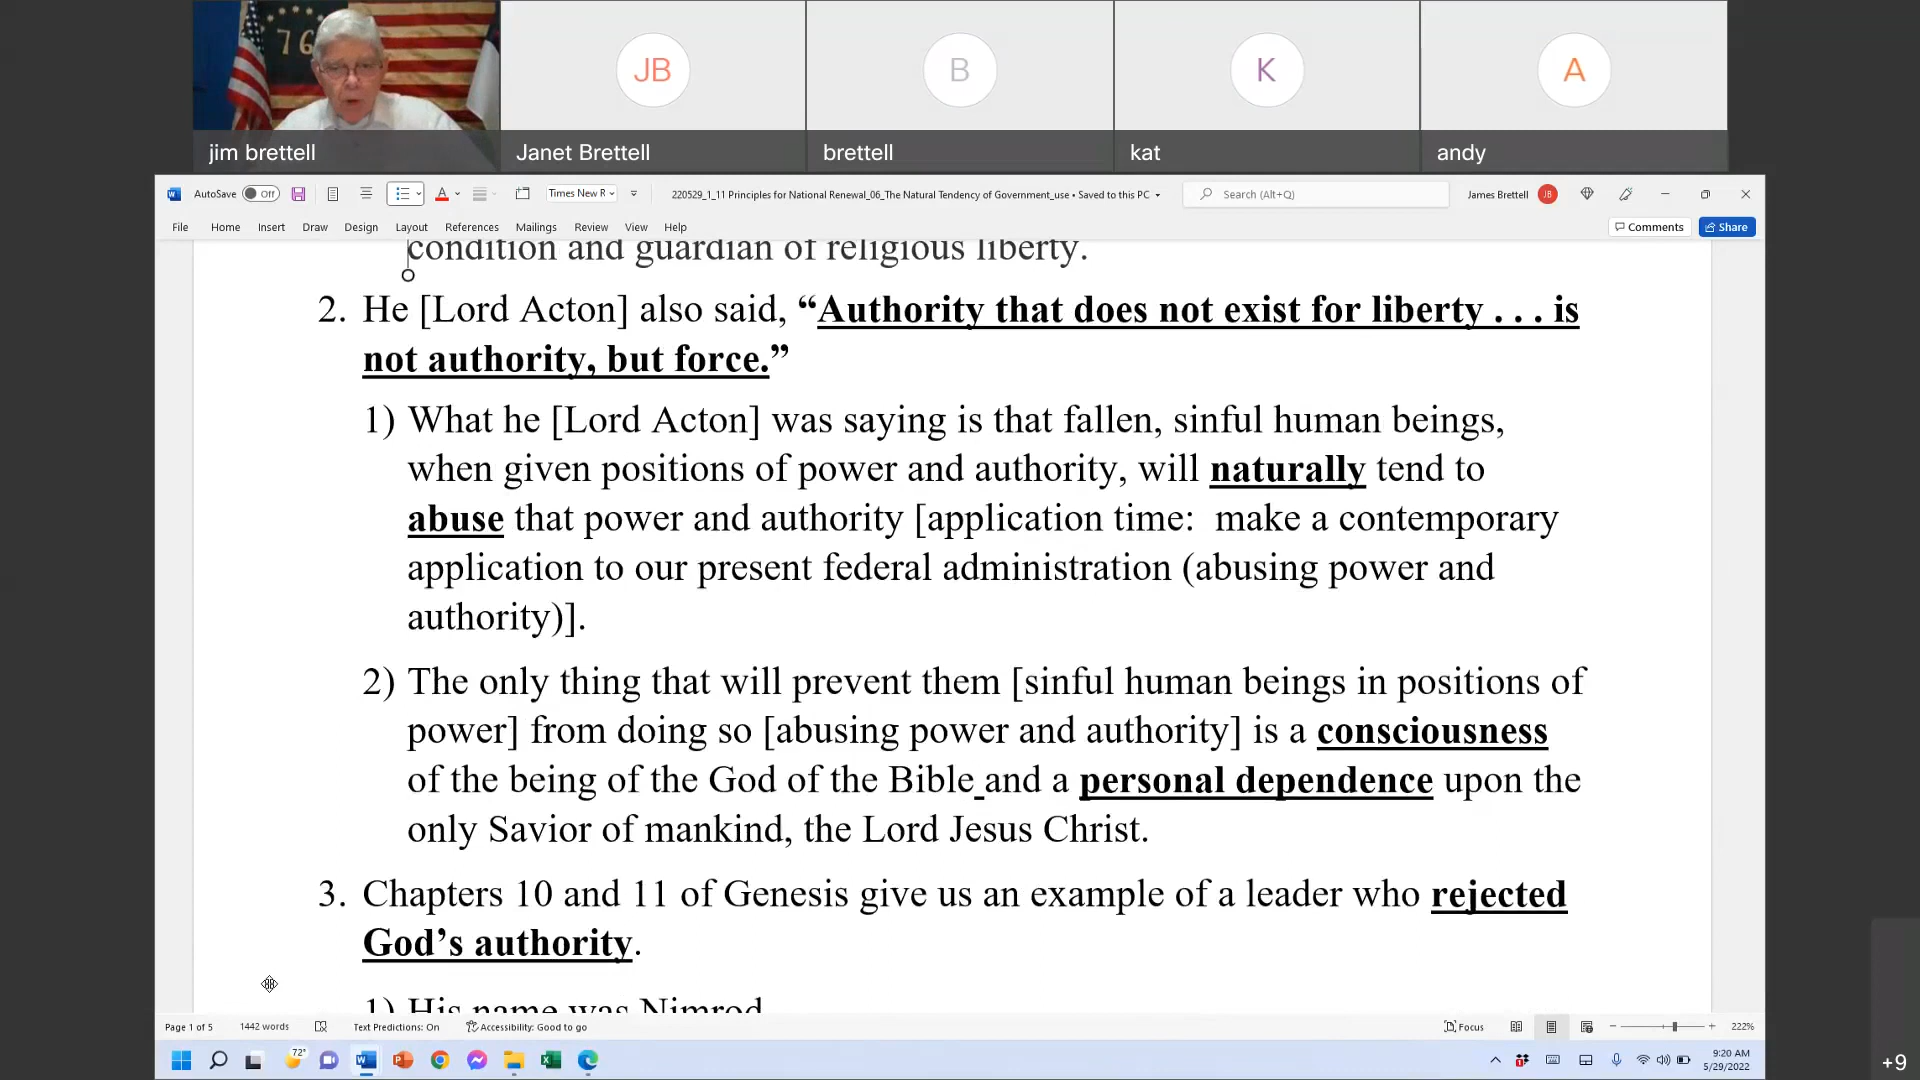 76
JB
B
K
A
jim brettell
Janet Brettell
brettell
kat
andy
AutoSave Off
Times New R
220529_1_11 Principles for National Renewal_06_The Natural Tendency of Government_use • Saved to this PC
Search (Alt+Q)
James Brettell JB
File Home Insert Draw Design Layout References Mailings Review View Help
Comments Share
condition and guardian of religious liberty.
2. He [Lord Acton] also said, “Authority that does not exist for liberty . . . is
not authority, but force.”
1) What he [Lord Acton] was saying is that fallen, sinful human beings,
when given positions of power and authority, will naturally tend to
abuse that power and authority [application time:  make a contemporary
application to our present federal administration (abusing power and
authority)].
2) The only thing that will prevent them [sinful human beings in positions of
power] from doing so [abusing power and authority] is a consciousness
of the being of the God of the Bible and a personal dependence upon the
only Savior of mankind, the Lord Jesus Christ.
3. Chapters 10 and 11 of Genesis give us an example of a leader who rejected
God’s authority.
1) His name was Nimrod
Page 1 of 5 1442 words Text Predictions: On Accessibility: Good to go
Focus 222%
72°
9:20 AM
5/29/2022
+9